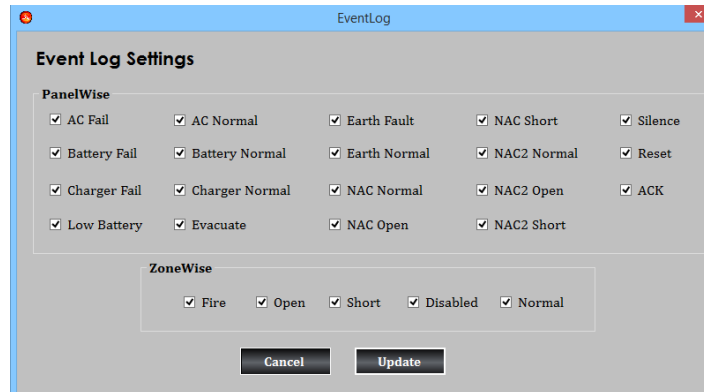 EventLog
Event Log Settings
PanelWise
AC Fail AC Normal Earth Fault NAC Short Silence
Battery Fail Battery Normal Earth Normal NAC2 Normal Reset
Charger Fail Charger Normal NAC Normal NAC2 Open ACK
Low Battery Evacuate NAC Open NAC2 Short
ZoneWise
Fire Open Short Disabled Normal
Cancel Update